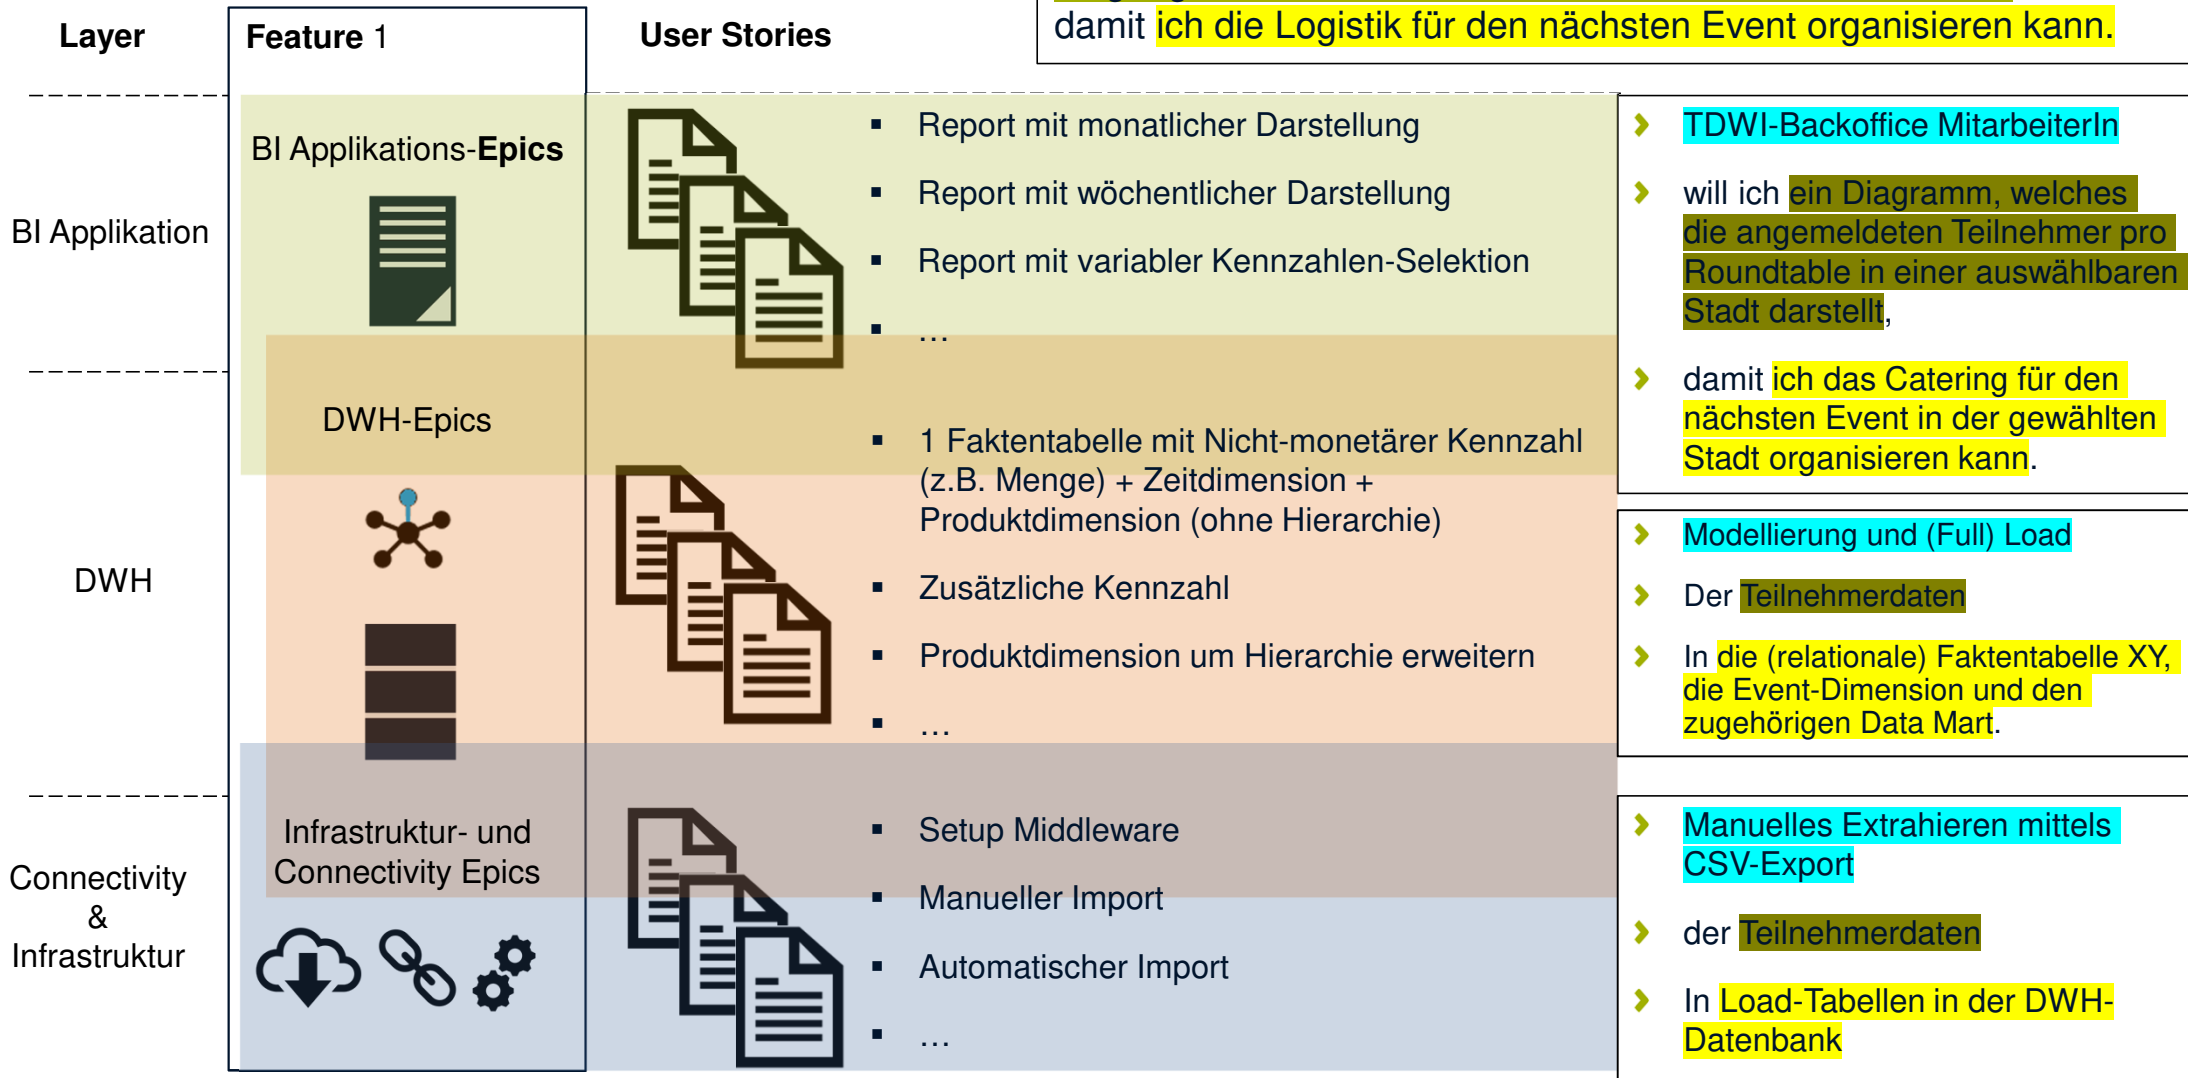 damit ich die Logistik für den nächsten Event organisieren kann.
Layer
Feature 1
User Stories
BI Applikation
BI Applikations-Epics
▪ Report mit monatlicher Darstellung
▪ Report mit wöchentlicher Darstellung
▪ Report mit variabler Kennzahlen-Selektion
▪ …
TDWI-Backoffice MitarbeiterIn
will ich ein Diagramm, welches
die angemeldeten Teilnehmer pro
Roundtable in einer auswählbaren
Stadt darstellt,
damit ich das Catering für den
nächsten Event in der gewählten
Stadt organisieren kann.
DWH
DWH-Epics
▪ 1 Faktentabelle mit Nicht-monetärer Kennzahl
(z.B. Menge) + Zeitdimension +
Produktdimension (ohne Hierarchie)
▪ Zusätzliche Kennzahl
▪ Produktdimension um Hierarchie erweitern
▪ …
Modellierung und (Full) Load
Der Teilnehmerdaten
In die (relationale) Faktentabelle XY,
die Event-Dimension und den
zugehörigen Data Mart.
Connectivity
&
Infrastruktur
Infrastruktur- und
Connectivity Epics
▪ Setup Middleware
▪ Manueller Import
▪ Automatischer Import
▪ …
Manuelles Extrahieren mittels
CSV-Export
der Teilnehmerdaten
In Load-Tabellen in der DWH-
Datenbank